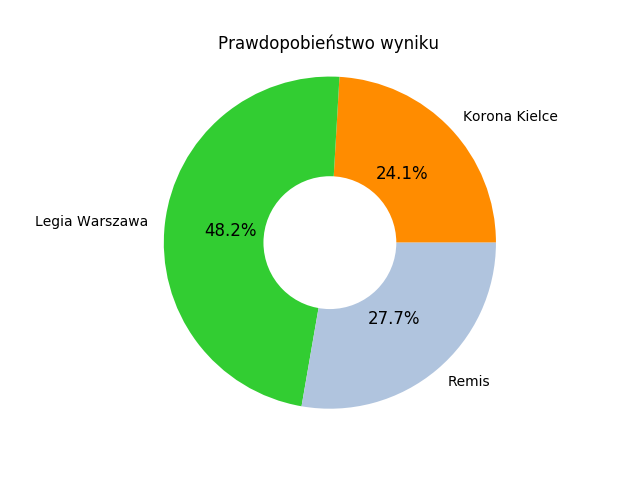 Prawdopobieństwo wyniku
Korona Kielce
24.1%
Legia Warszawa
48.2%
27.7%
Remis